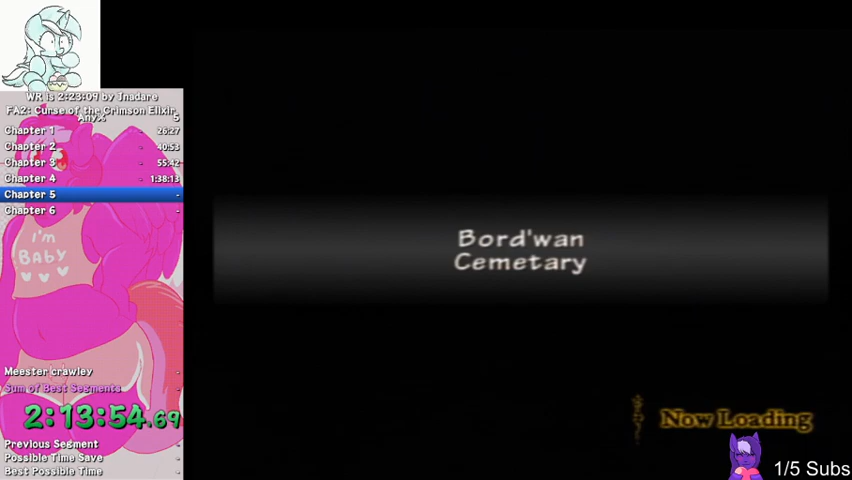 WR is 2:23:09 by Jnadare
FA2: Curse of the Crimson Elixir
Any% 5
Chapter 1 - 26:27
Chapter 2 - 40:53
Chapter 3 - 55:42
Chapter 4 - 1:38:13
Chapter 5 -
Chapter 6 -
I'm
BABY
Meester crawley -
Sum of Best Segments -
2:13:54.69
Previous Segment -
Possible Time Save -
Best Possible Time -
Bord'wan
Cemetary
Now Loading
1/5 Subs